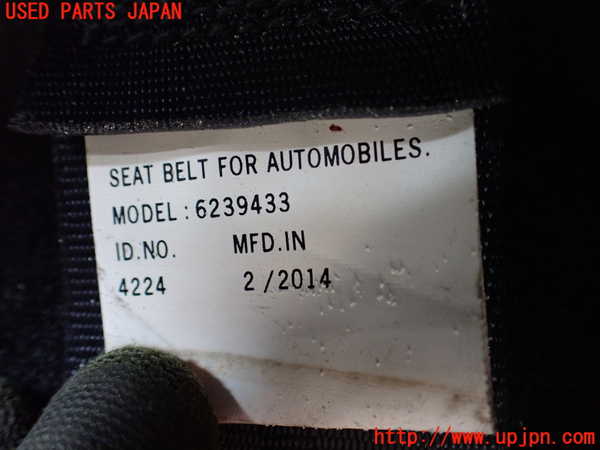 USED PARTS JAPAN
SEAT BELT FOR AUTOMOBILES.
MODEL:6239433
ID.NO. MFD.IN
4224 2/2014
http://www.upjpn.com/